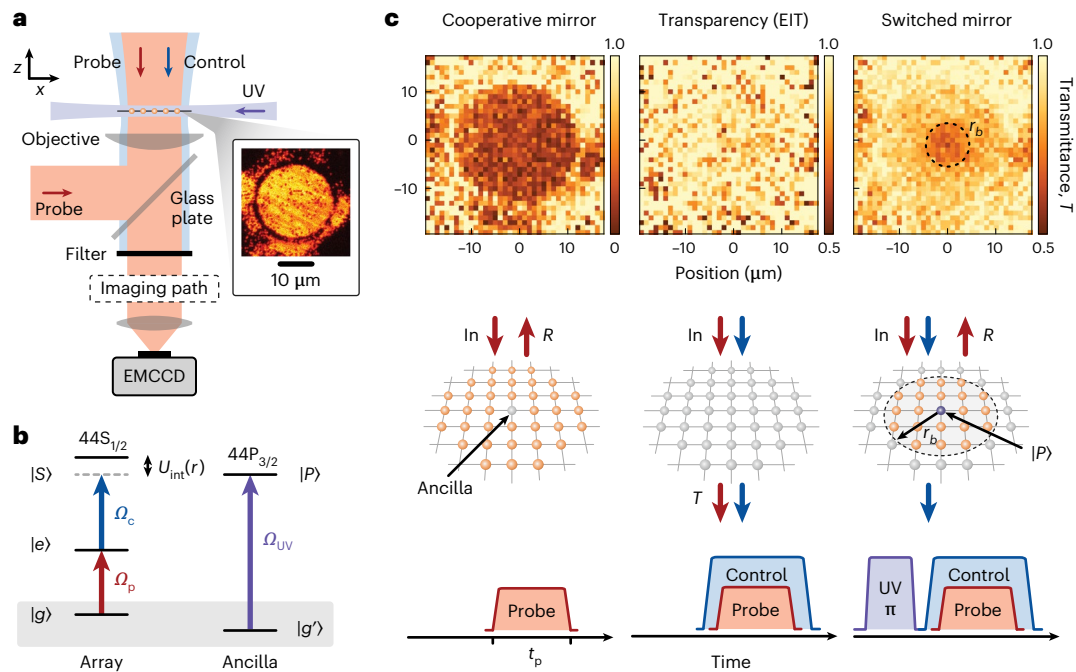 a
z
x
Probe
Control
UV
Objective
Probe
Glass
plate
Filter
10 μm
Imaging path
EMCCD
b
44S1/2
|S⟩
Uint(r)
44P3/2
|P⟩
Ωc
ΩUV
|e⟩
Ωp
|g⟩
|g′⟩
Array
Ancilla
c
Cooperative mirror
Transparency (EIT)
Switched mirror
1.0
1.0
1.0
10
0
−10
rb
Transmittance, T
0
0.5
0.5
−10
0
10
−10
0
10
−10
0
10
Position (μm)
In
R
In
In
R
Ancilla
rb
|P⟩
T
Probe
Control
Probe
UV
π
Control
Probe
tp
Time